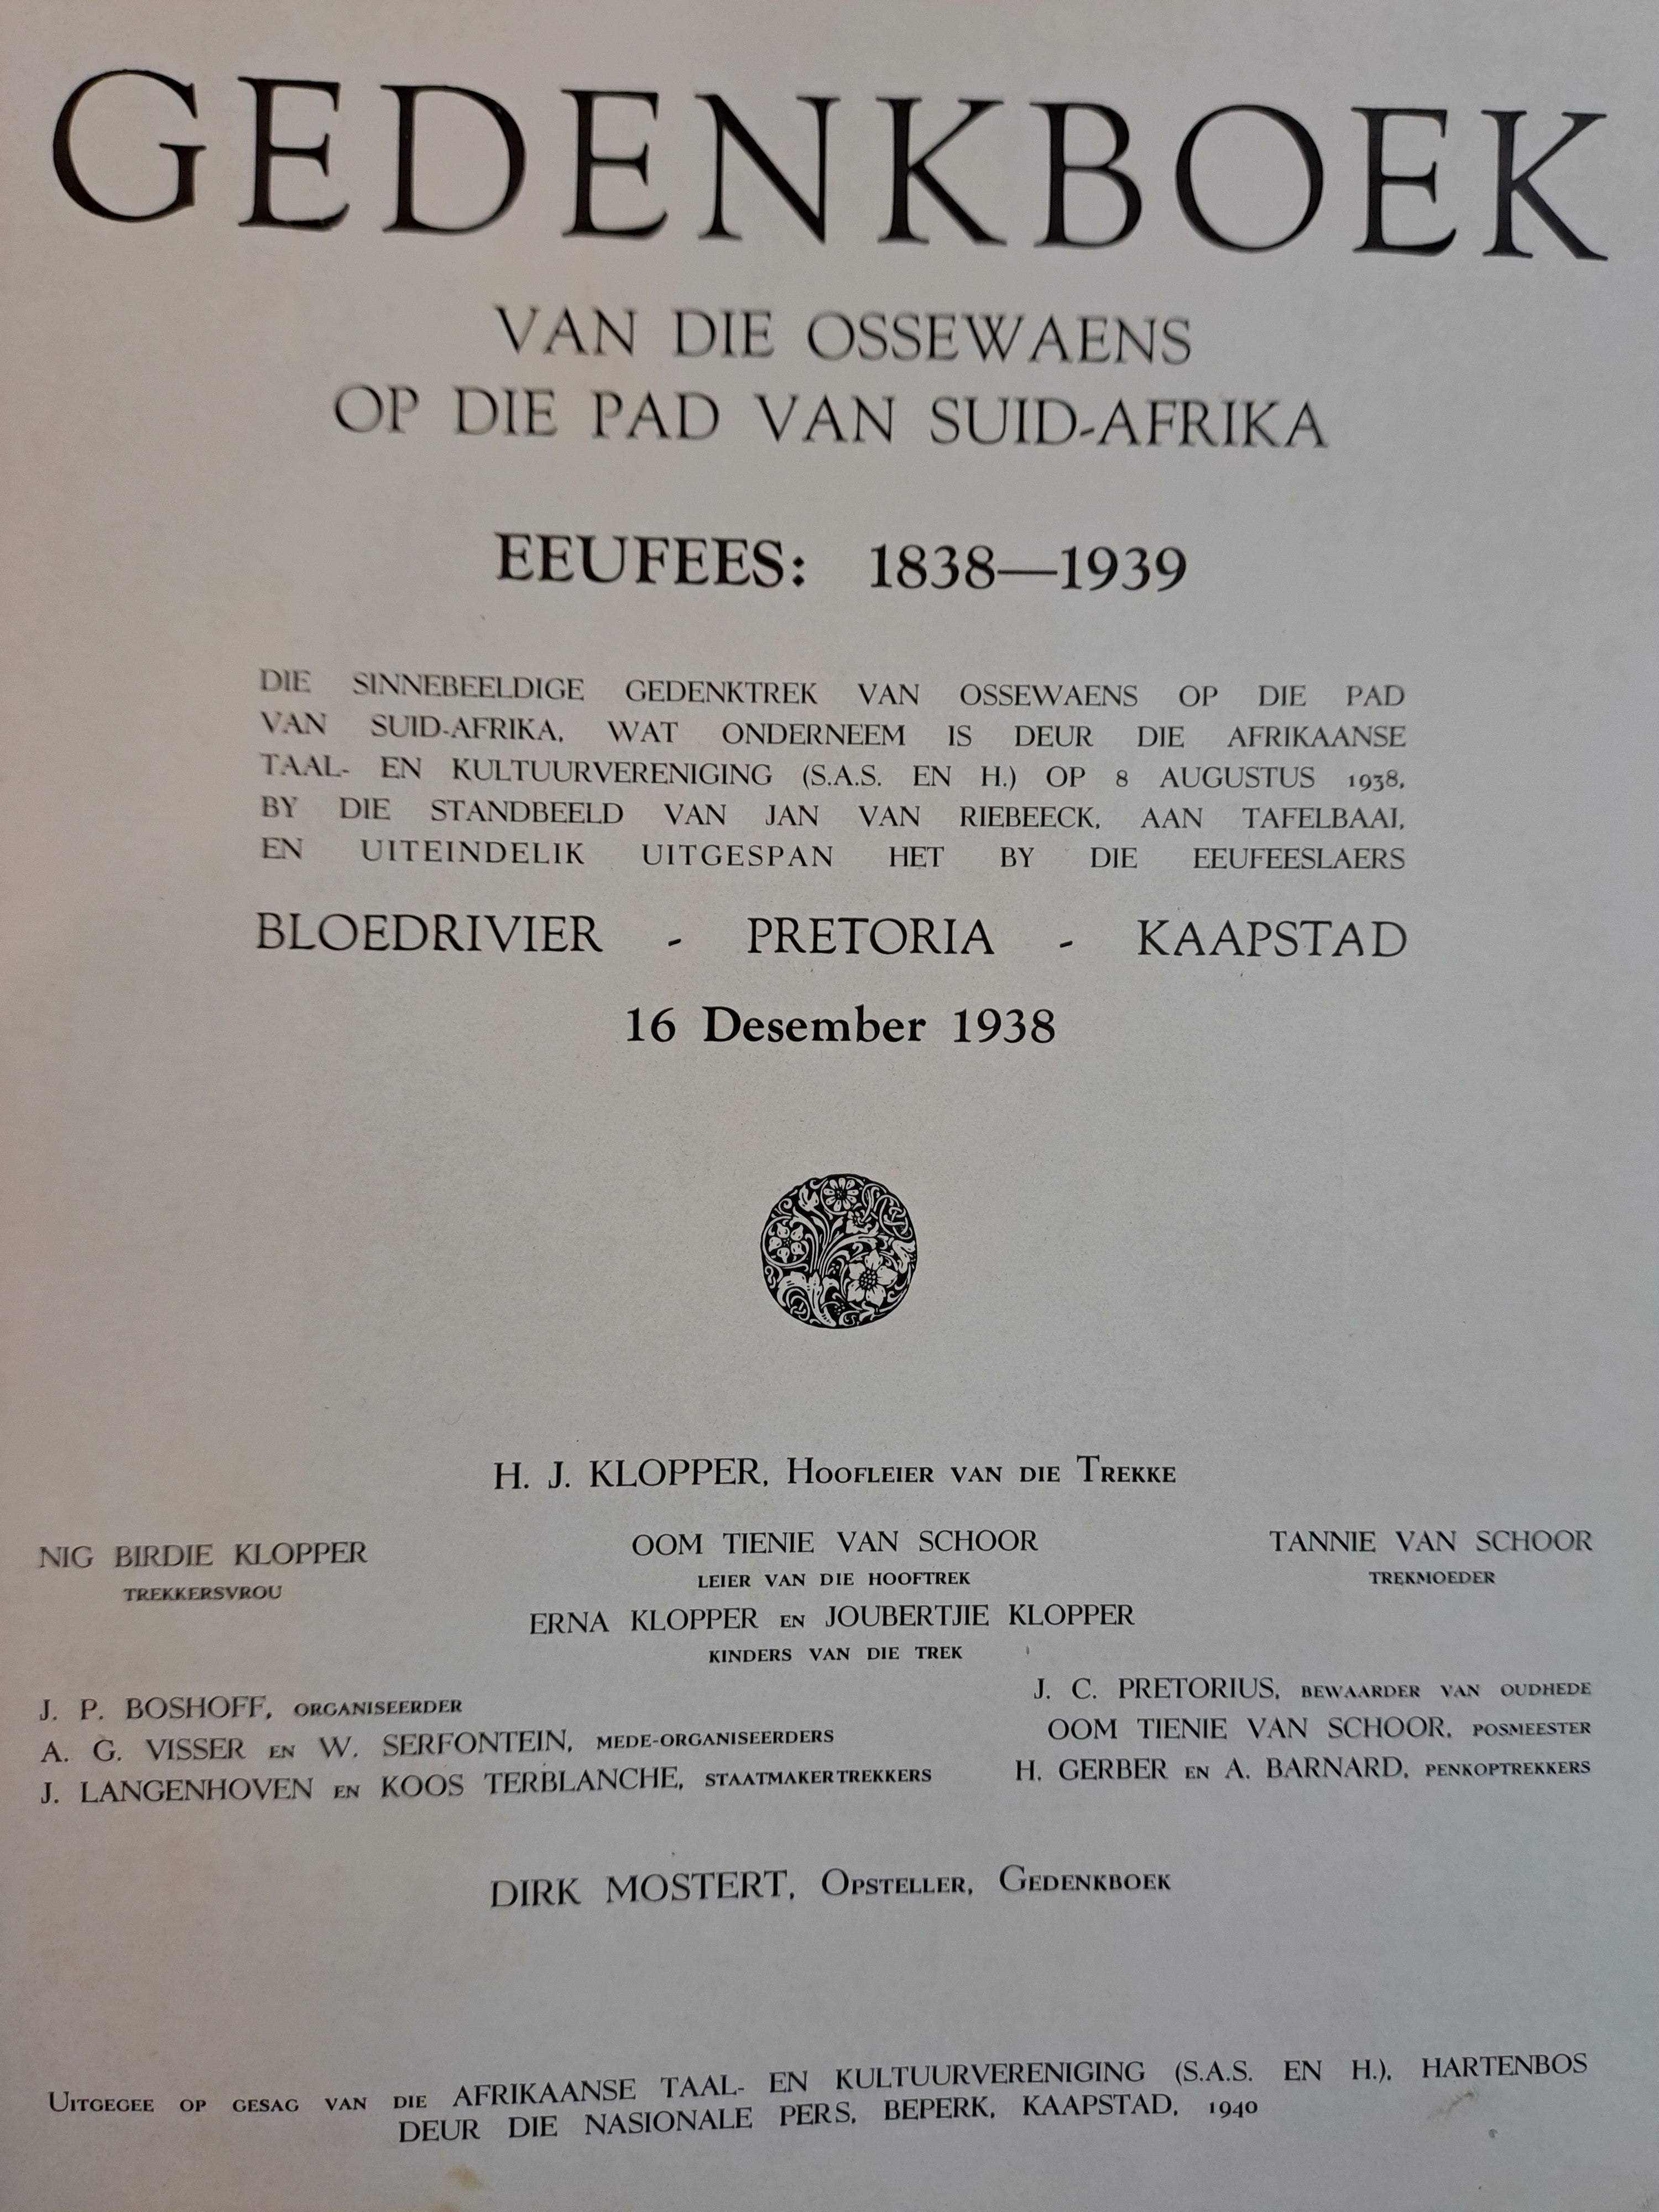 GEDENKBOEK
VAN DIE OSSEWAENS
OP DIE PAD VAN SUID-AFRIKA
EEUFEES: 1838—1939
DIE SINNEBEELDIGE GEDENKTREK VAN OSSEWAENS OP DIE PAD
VAN SUID-AFRIKA, WAT ONDERNEEM IS DEUR DIE AFRIKAANSE
TAAL- EN KULTUURVERENIGING (S.A.S. EN H.) OP 8 AUGUSTUS 1938,
BY DIE STANDBEELD VAN JAN VAN RIEBEECK, AAN TAFELBAAI,
EN UITEINDELIK UITGESPAN HET BY DIE EEUFEESLAERS
BLOEDRIVIER - PRETORIA - KAAPSTAD
16 Desember 1938
H. J. KLOPPER, HOOFLEIER VAN DIE TREKKE
NIG BIRDIE KLOPPER
TREKKERSVROU
OOM TIENIE VAN SCHOOR
LEIER VAN DIE HOOFTREK
TANNIE VAN SCHOOR
TREKMOEDER
ERNA KLOPPER EN JOUBERTJIE KLOPPER
KINDERS VAN DIE TREK
J. P. BOSHOFF, ORGANISEERDER
A. G. VISSER EN W. SERFONTEIN, MEDE-ORGANISEERDERS
J. LANGENHOVEN EN KOOS TERBLANCHE, STAATMAKERTREKKERS
J. C. PRETORIUS, BEWAARDER VAN OUDHEDE
OOM TIENIE VAN SCHOOR, POSMEESTER
H. GERBER EN A. BARNARD, PENKOPTREKKERS
DIRK MOSTERT, OPSTELLER, GEDENKBOEK
UITGEGEE OP GESAG VAN DIE AFRIKAANSE TAAL- EN KULTUURVERENIGING (S.A.S. EN H.), HARTENBOS
DEUR DIE NASIONALE PERS, BEPERK, KAAPSTAD, 1940